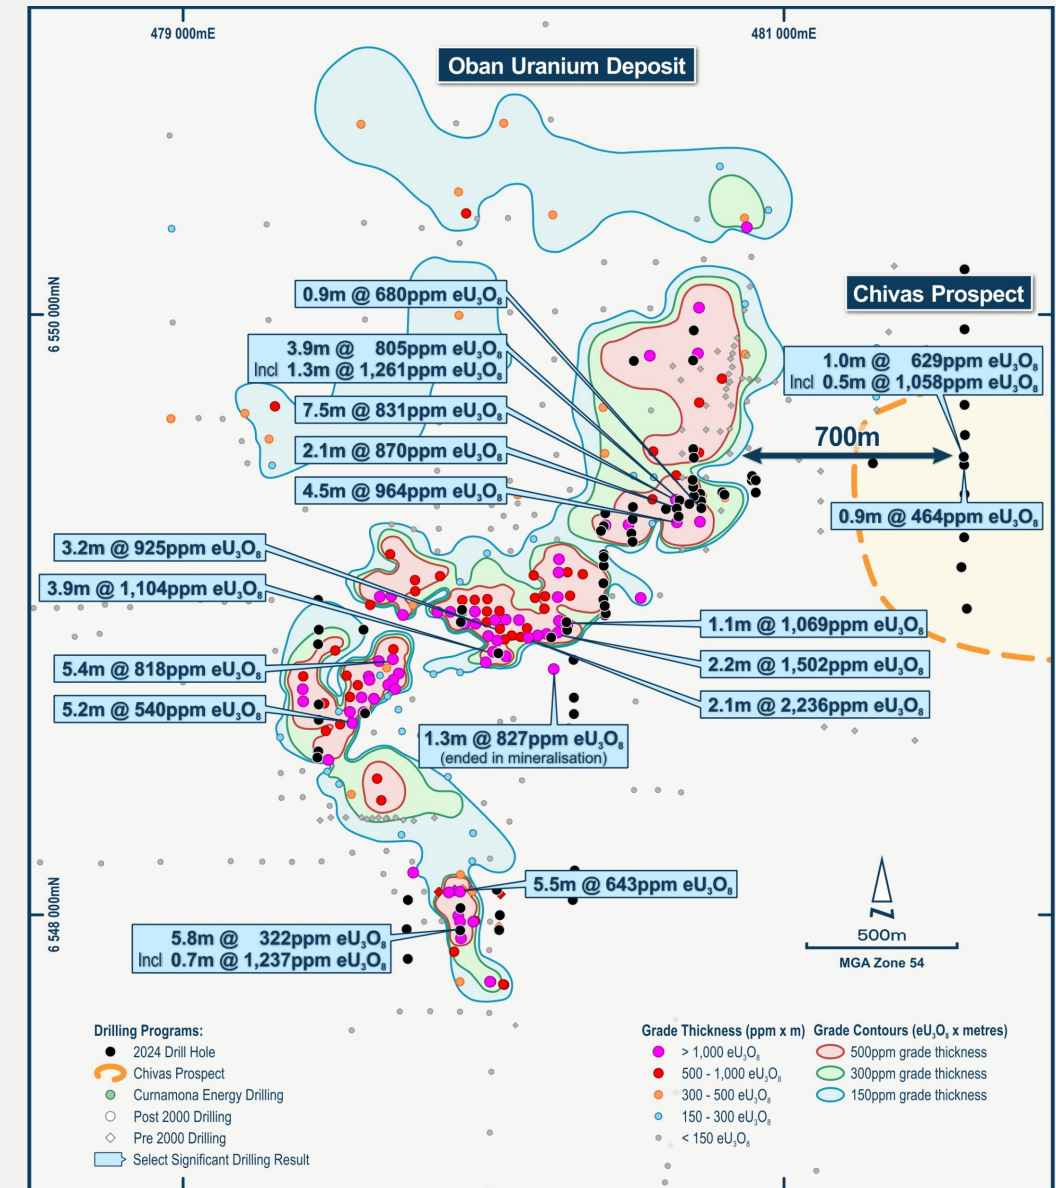 479 000mE
481 000mE
Oban Uranium Deposit
6 550 000mN
Chivas Prospect
0.9m @ 680ppm eU₃O₈
3.9m @ 805ppm eU₃O₈
Incl 1.3m @ 1,261ppm eU₃O₈
1.0m @ 629ppm eU₃O₈
Incl 0.5m @ 1,058ppm eU₃O₈
7.5m @ 831ppm eU₃O₈
700m
2.1m @ 870ppm eU₃O₈
4.5m @ 964ppm eU₃O₈
0.9m @ 464ppm eU₃O₈
3.2m @ 925ppm eU₃O₈
3.9m @ 1,104ppm eU₃O₈
1.1m @ 1,069ppm eU₃O₈
5.4m @ 818ppm eU₃O₈
2.2m @ 1,502ppm eU₃O₈
5.2m @ 540ppm eU₃O₈
2.1m @ 2,236ppm eU₃O₈
1.3m @ 827ppm eU₃O₈
(ended in mineralisation)
5.5m @ 643ppm eU₃O₈
6 548 000mN
5.8m @ 322ppm eU₃O₈
Incl 0.7m @ 1,237ppm eU₃O₈
N
500m
MGA Zone 54
Drilling Programs:
2024 Drill Hole
Chivas Prospect
Curnamona Energy Drilling
Post 2000 Drilling
Pre 2000 Drilling
Select Significant Drilling Result
Grade Thickness (ppm x m)
> 1,000 eU₃O₈
500 - 1,000 eU₃O₈
300 - 500 eU₃O₈
150 - 300 eU₃O₈
< 150 eU₃O₈
Grade Contours (eU₃O₈ x metres)
500ppm grade thickness
300ppm grade thickness
150ppm grade thickness